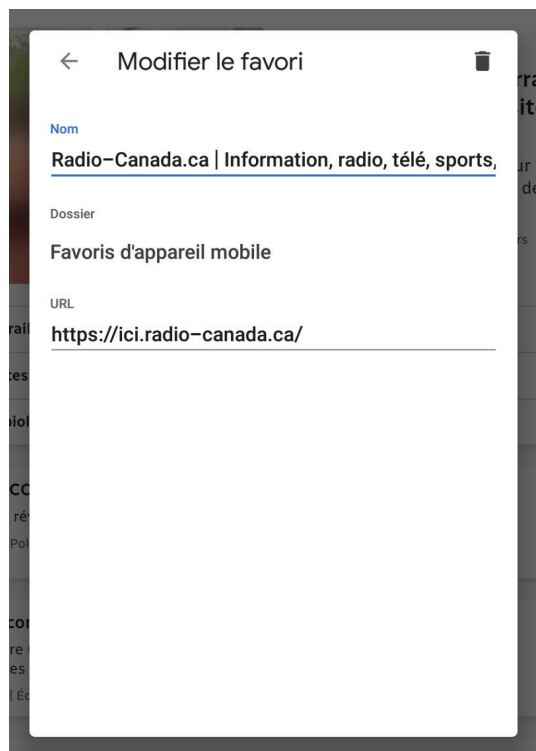 Modifier le favori
Nom
Radio-Canada.ca | Information, radio, télé, sports,
Dossier
Favoris d'appareil mobile
URL
https://ici.radio-canada.ca/